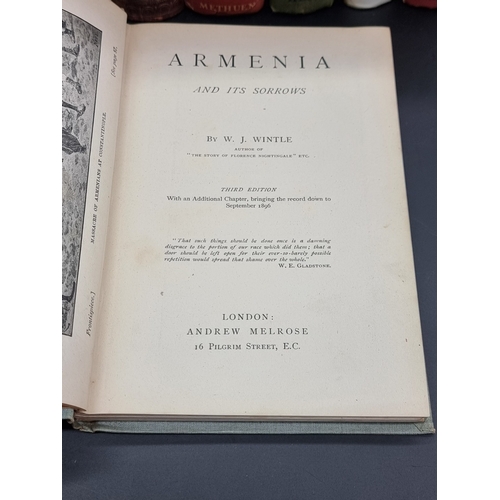 METHUEN
[See page 87.
MASSACRE OF ARMENIANS AT CONSTANTINOPLE.
Frontispiece.]
ARMENIA
AND ITS SORROWS
BY W. J. WINTLE
AUTHOR OF
"THE STORY OF FLORENCE NIGHTINGALE" ETC.
THIRD EDITION
With an Additional Chapter, bringing the record down to
September 1896
"That such things should be done once is a damning
disgrace to the portion of our race which did them; that a
door should be left open for their ever-so-barely possible
repetition would spread that shame over the whole."
W. E. GLADSTONE.
LONDON:
ANDREW MELROSE
16 PILGRIM STREET, E.C.